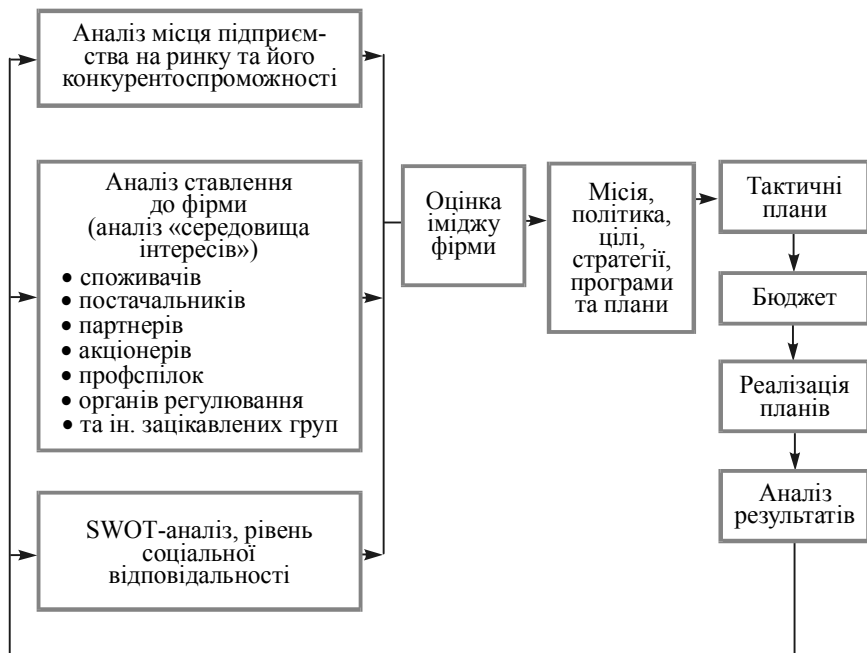 Аналіз місця підприєм-
ства на ринку та його
конкурентоспроможності
Аналіз ставлення
до фірми
(аналіз «середовища
інтересів»)
• споживачів
• постачальників
• партнерів
• акціонерів
• профспілок
• органів регулювання
• та ін. зацікавлених груп
SWOT-аналіз, рівень
соціальної
відповідальності
Оцінка
іміджу
фірми
Місія,
політика,
цілі,
стратегії,
програми
та плани
Тактичні
плани
Бюджет
Реалізація
планів
Аналіз
результатів